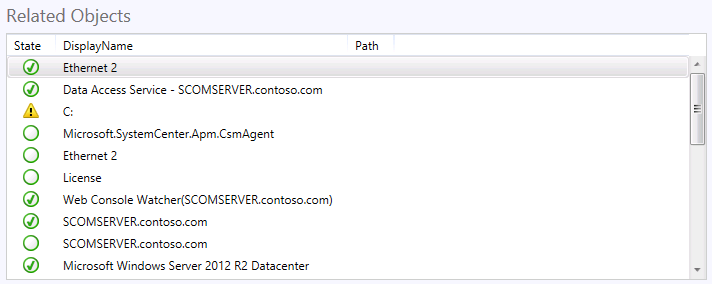 Related Objects
State DisplayName Path
Ethernet 2
Data Access Service - SCOMSERVER.contoso.com
C:
Microsoft.SystemCenter.Apm.CsmAgent
Ethernet 2
License
Web Console Watcher(SCOMSERVER.contoso.com)
SCOMSERVER.contoso.com
SCOMSERVER.contoso.com
Microsoft Windows Server 2012 R2 Datacenter